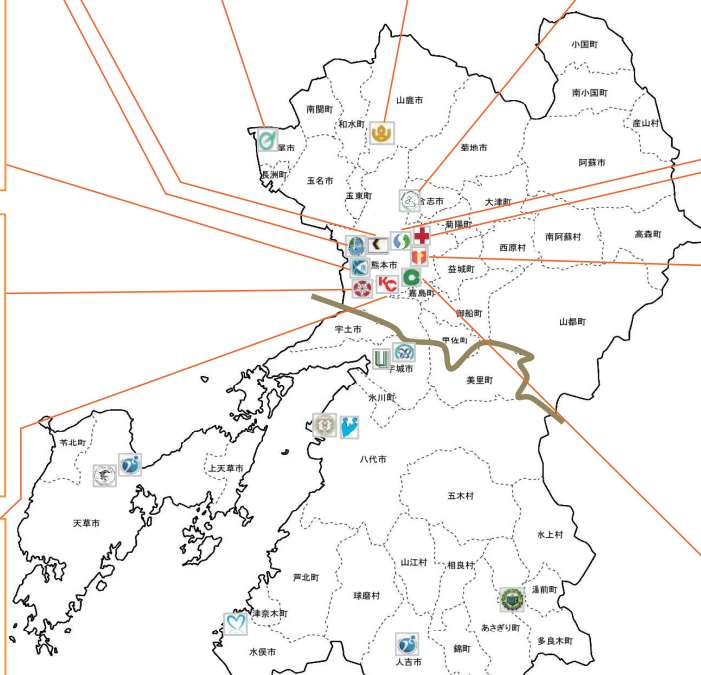 小国町
南小国町
産山村
山鹿市
南関町
和水町
菊地市
阿蘇市
尾市
長洲町
玉名市
玉東町
合志市
大津町
菊陽町
西原村
南阿蘇村
高森町
熊本市
益城町
KC
嘉島町
御船町
山都町
宇土市
甲佐町
宇城市
美里町
氷川町
八代市
苓北町
上天草市
天草市
五木村
水上村
山江村
相良村
芦北町
球磨村
湯前町
津奈木町
あさぎり町
水俣市
人吉市
錦町
多良木町